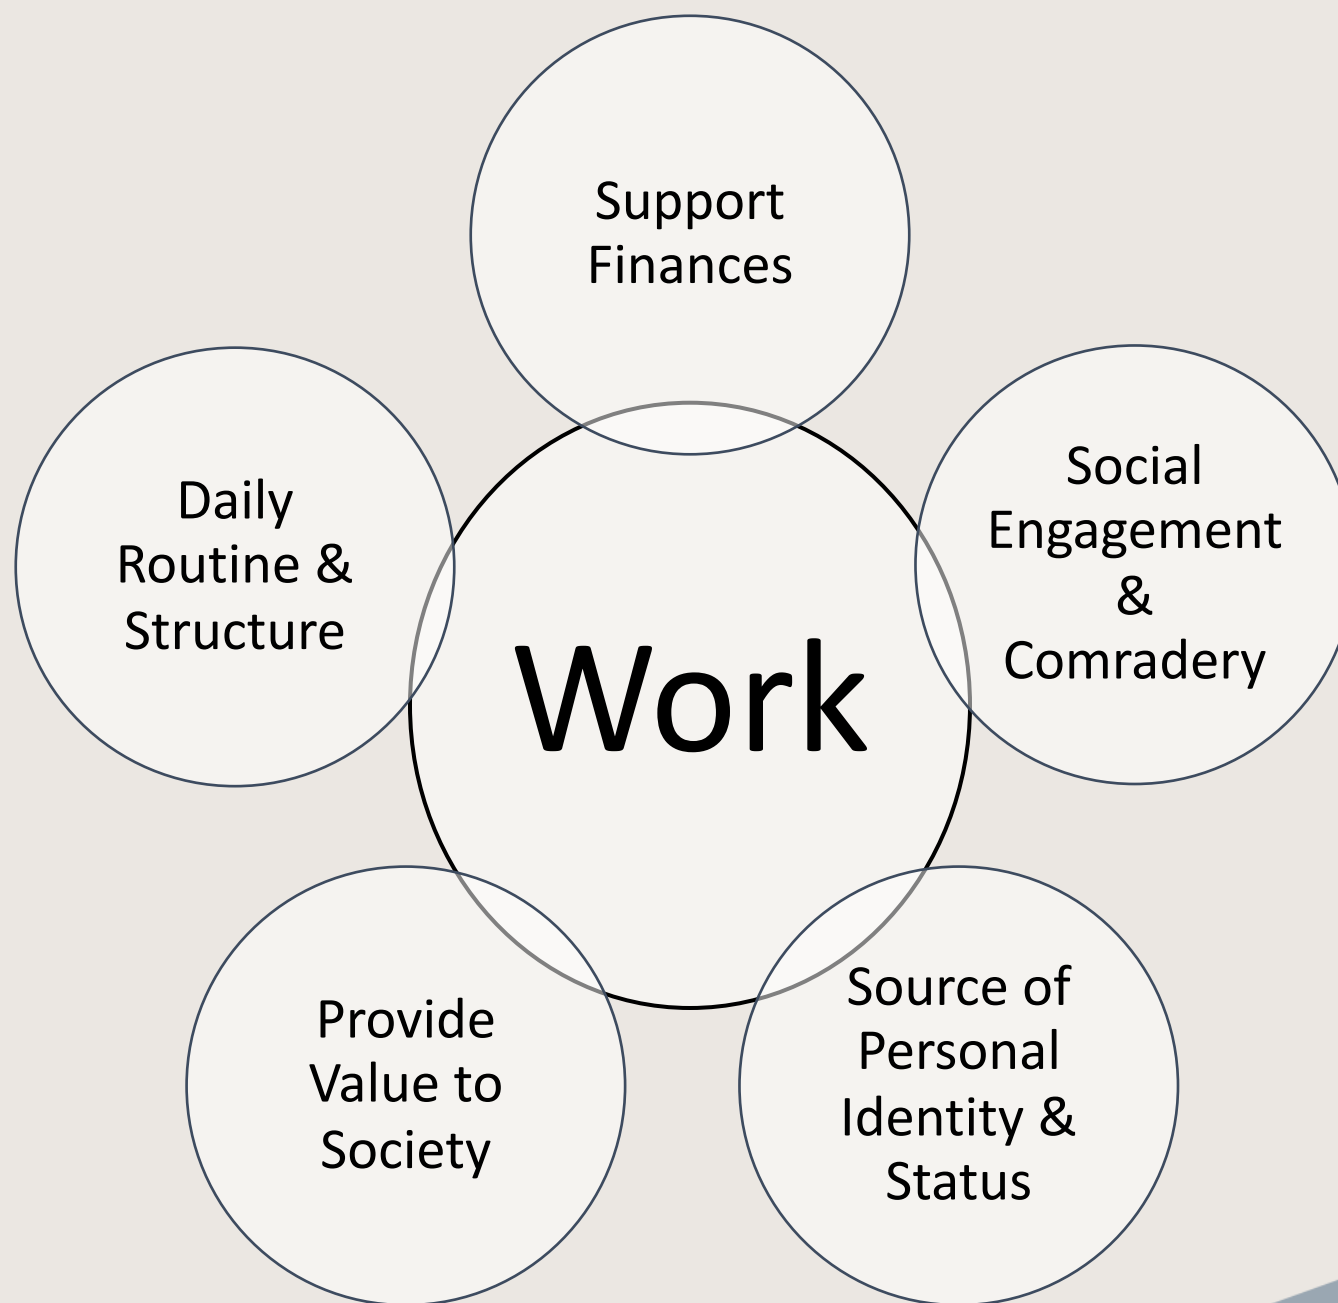 Support
Finances
Social
Engagement
&
Comradery
Source of
Personal
Identity &
Status
Provide
Value to
Society
Daily
Routine &
Structure
Work